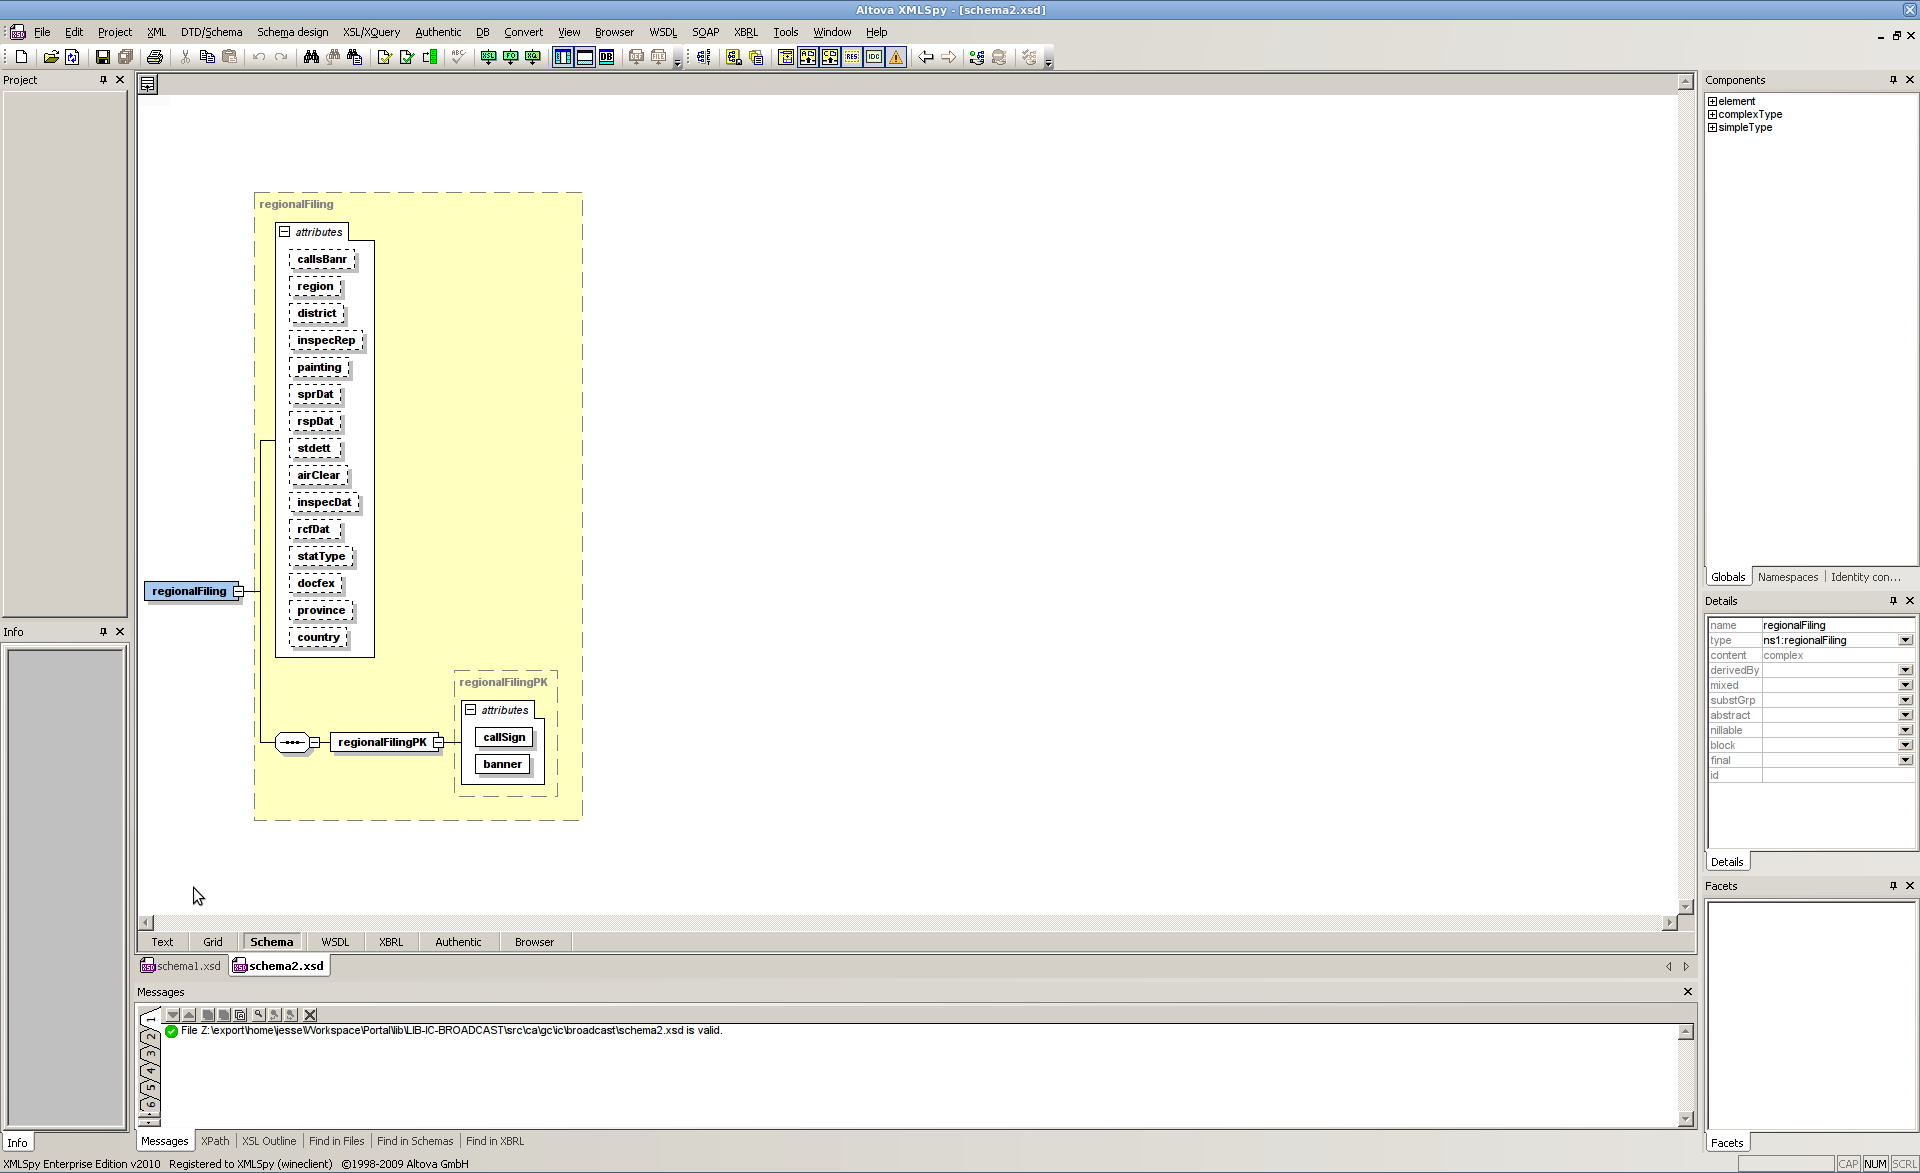 Altova XMLSpy - [schema2.xsd]
File Edit Project XML DTD/Schema Schema design XSL/XQuery Authentic DB Convert View Browser WSDL SOAP XBRL Tools Window Help
Project
Components
element
complexType
simpleType
regionalFiling
attributes
callsBanr
region
district
inspecRep
painting
sprDat
rspDat
stdett
airClear
inspecDat
rcfDat
statType
docfex
province
country
regionalFiling
regionalFilingPK
attributes
regionalFilingPK
callSign
banner
Globals Namespaces Identity con...
Details
name regionalFiling
type ns1:regionalFiling
content complex
derivedBy
mixed
substGrp
abstract
nillable
block
final
id
Details
Facets
Facets
Info
Info
Text Grid Schema WSDL XBRL Authentic Browser
schema1.xsd schema2.xsd
Messages
1
2
3
4
5
6
File Z:\export\home\jesse\Workspace\Portal\lib\LIB-IC-BROADCAST\src\ca\gc\ic\broadcast\schema2.xsd is valid.
Messages XPath XSL Outline Find in Files Find in Schemas Find in XBRL
XMLSpy Enterprise Edition v2010 Registered to XMLSpy (wineclient) ©1998-2009 Altova GmbH
CAP NUM SCRL